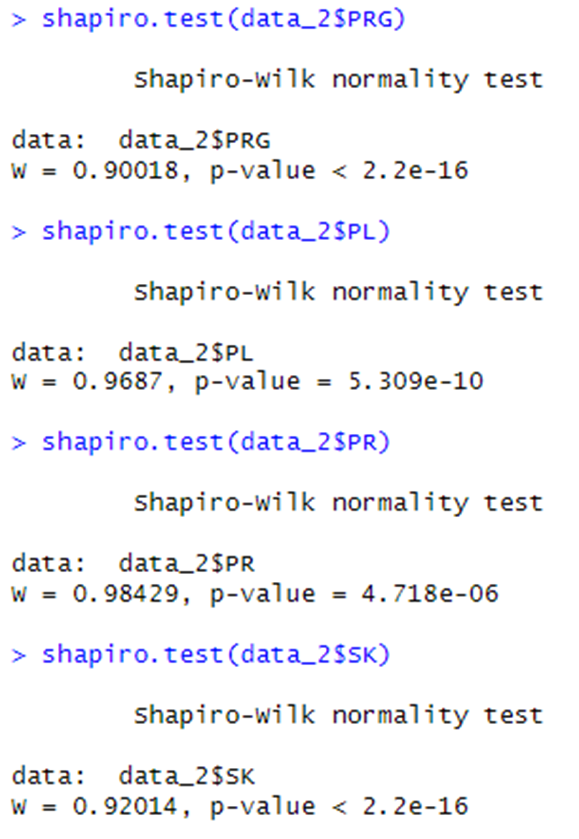 > shapiro.test(data_2$PRG)
Shapiro-Wilk normality test
data:  data_2$PRG
W = 0.90018, p-value < 2.2e-16
> shapiro.test(data_2$PL)
Shapiro-Wilk normality test
data:  data_2$PL
W = 0.9687, p-value = 5.309e-10
> shapiro.test(data_2$PR)
Shapiro-Wilk normality test
data:  data_2$PR
W = 0.98429, p-value = 4.718e-06
> shapiro.test(data_2$SK)
Shapiro-Wilk normality test
data:  data_2$SK
W = 0.92014, p-value < 2.2e-16